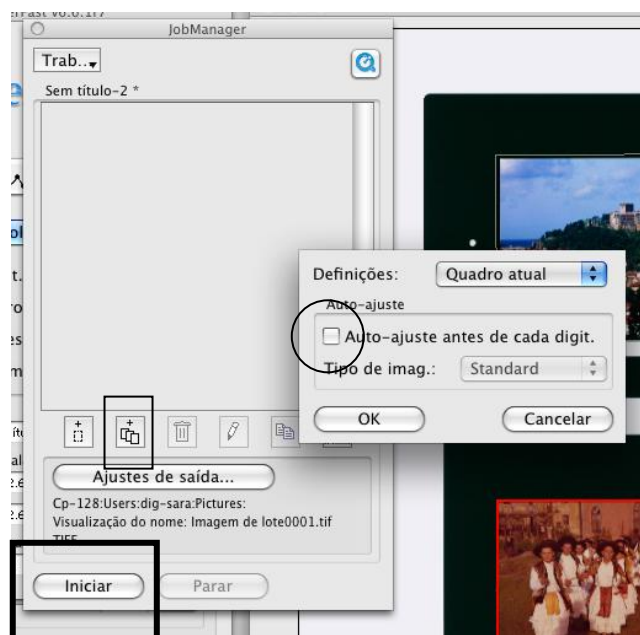 JobManager
Trab..
Sem título-2 *
Definições: Quadro atual
Auto-ajuste
Auto-ajuste antes de cada digit.
Tipo de imag.: Standard
OK Cancelar
Ajustes de saída...
Cp-128:Users:dig-sara:Pictures:
Visualização do nome: Imagem de lote0001.tif
TIFF
Iniciar Parar